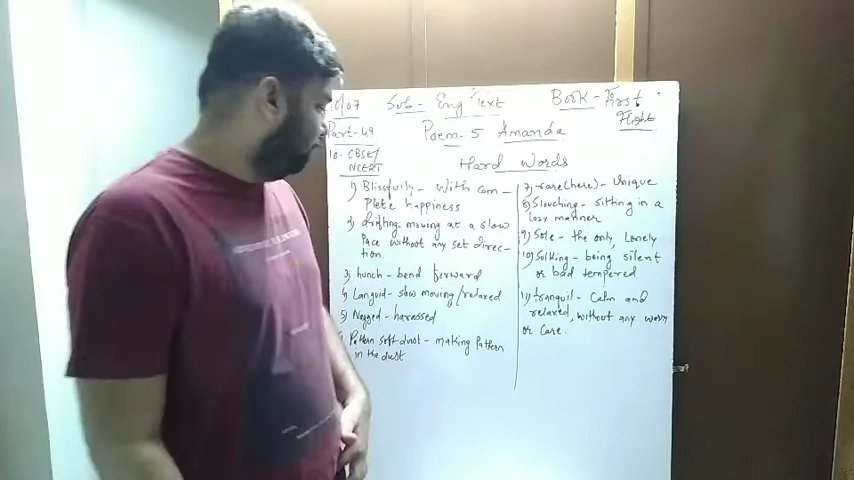 10/07 Sub- Eng Text Book- First
Flight
Part-49 Poem-5 Amanda
10- CBSE/
NCERT
Hard Words
1) Blissfully- With com-
plete happiness
2) drifting- moving at a slow
Pace without any set direc-
tion.
3) hunch- bend forward
4) Languid- slow moving/relaxed
5) Nagged- harassed
Pattern soft dust- making Pattern
in the dust
7) rare(here)- Unique
8) Slouching- sitting in a
lazy manner
9) Sole- the only, Lonely
10) Sulking- being silent
or bad tempered
11) tranquil- Calm and
relaxed, without any worry
or Care.